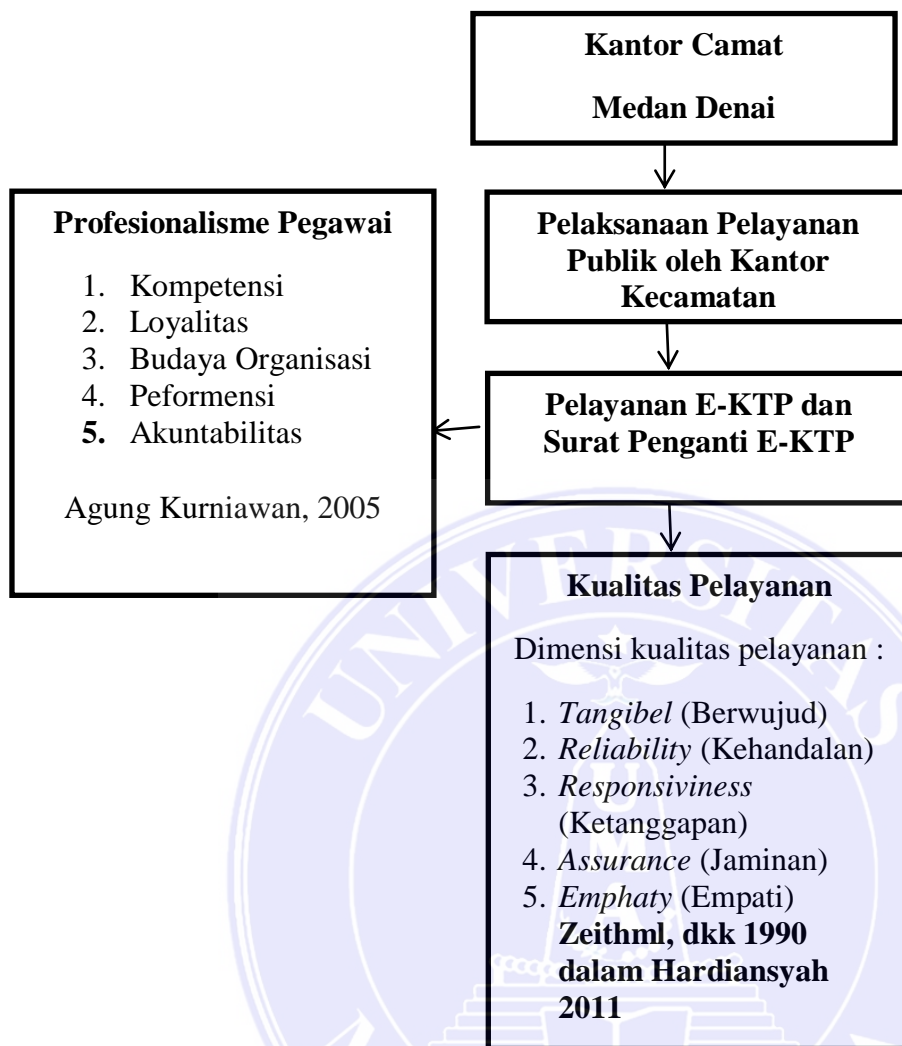 Kantor Camat
Medan Denai
Profesionalisme Pegawai
1. Kompetensi
2. Loyalitas
3. Budaya Organisasi
4. Peformensi
5. Akuntabilitas
Agung Kurniawan, 2005
Pelaksanaan Pelayanan
Publik oleh Kantor
Kecamatan
Pelayanan E-KTP dan
Surat Penganti E-KTP
Kualitas Pelayanan
Dimensi kualitas pelayanan :
1. Tangibel (Berwujud)
2. Reliability (Kehandalan)
3. Responsiviness
(Ketanggapan)
4. Assurance (Jaminan)
5. Emphaty (Empati)
Zeithml, dkk 1990
dalam Hardiansyah
2011
UNIVERSITAS
U
M
A